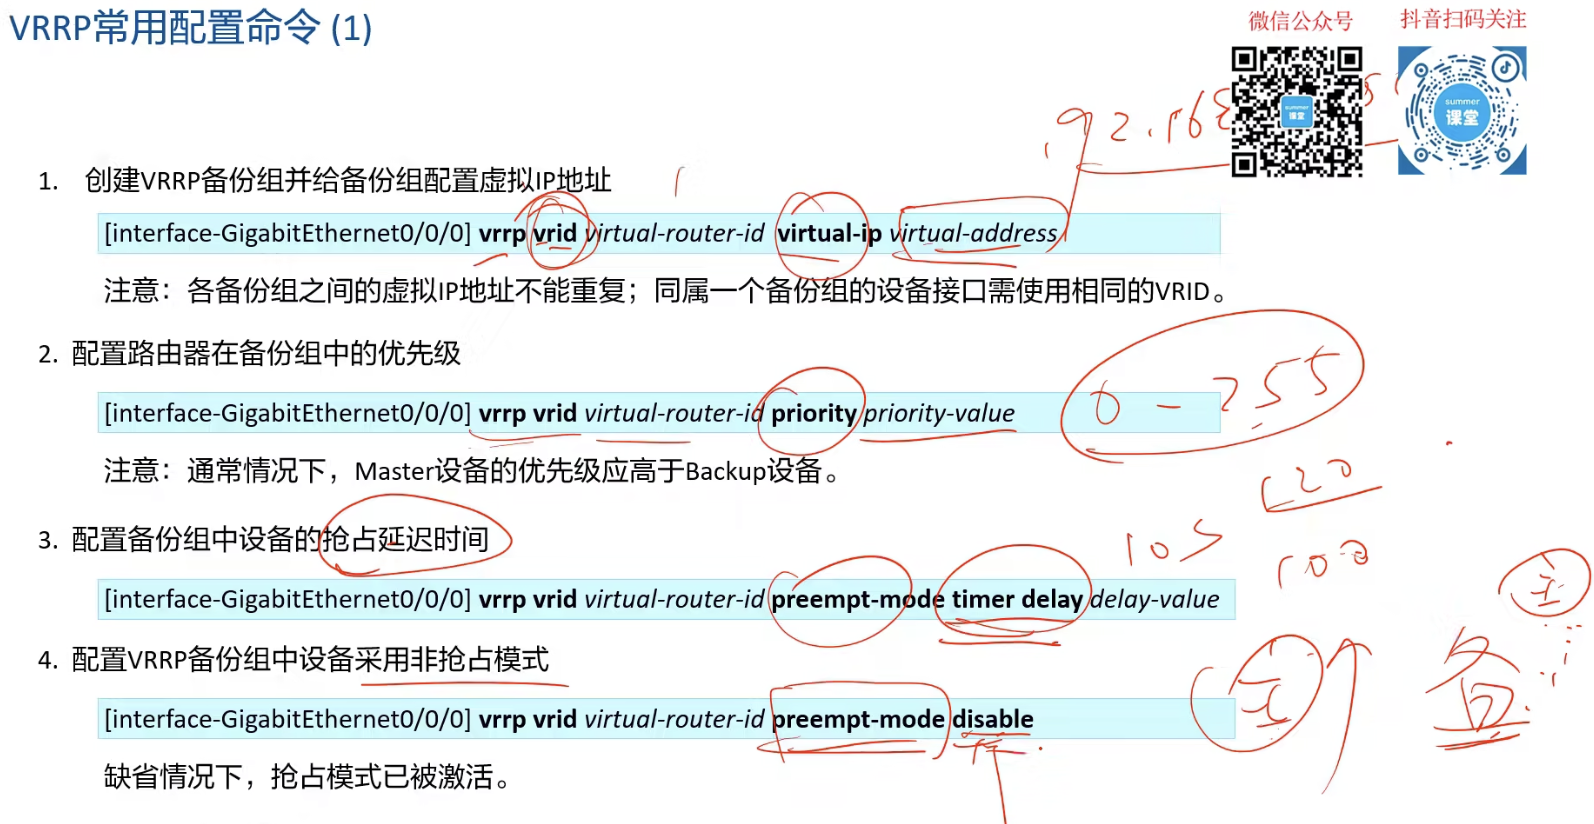 VRRP常用配置命令 (1)
微信公众号
抖音扫码关注
summer
课堂
summer
课堂
192.168
1. 创建VRRP备份组并给备份组配置虚拟IP地址
1
[interface-GigabitEthernet0/0/0] vrrp vrid virtual-router-id virtual-ip virtual-address
注意：各备份组之间的虚拟IP地址不能重复；同属一个备份组的设备接口需使用相同的VRID。
2. 配置路由器在备份组中的优先级
[interface-GigabitEthernet0/0/0] vrrp vrid virtual-router-id priority priority-value
0 - 255
注意：通常情况下，Master设备的优先级应高于Backup设备。
120
3. 配置备份组中设备的抢占延迟时间
10s
100
[interface-GigabitEthernet0/0/0] vrrp vrid virtual-router-id preempt-mode timer delay delay-value
主
4. 配置VRRP备份组中设备采用非抢占模式
主
备
[interface-GigabitEthernet0/0/0] vrrp vrid virtual-router-id preempt-mode disable
缺省情况下，抢占模式已被激活。